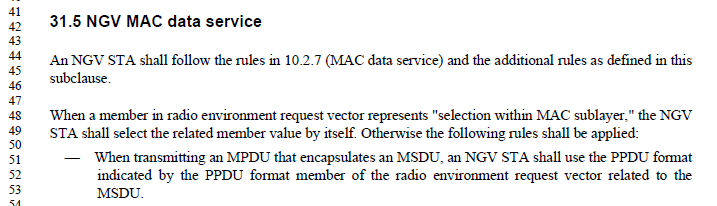 41
42 31.5 NGV MAC data service
43
44 An NGV STA shall follow the rules in 10.2.7 (MAC data service) and the additional rules as defined in this
45
46 subclause.
47
48 When a member in radio environment request vector represents "selection within MAC sublayer," the NGV
49 STA shall select the related member value by itself. Otherwise the following rules shall be applied:
50
51 — When transmitting an MPDU that encapsulates an MSDU, an NGV STA shall use the PPDU format
52 indicated by the PPDU format member of the radio environment request vector related to the
53 MSDU.
54